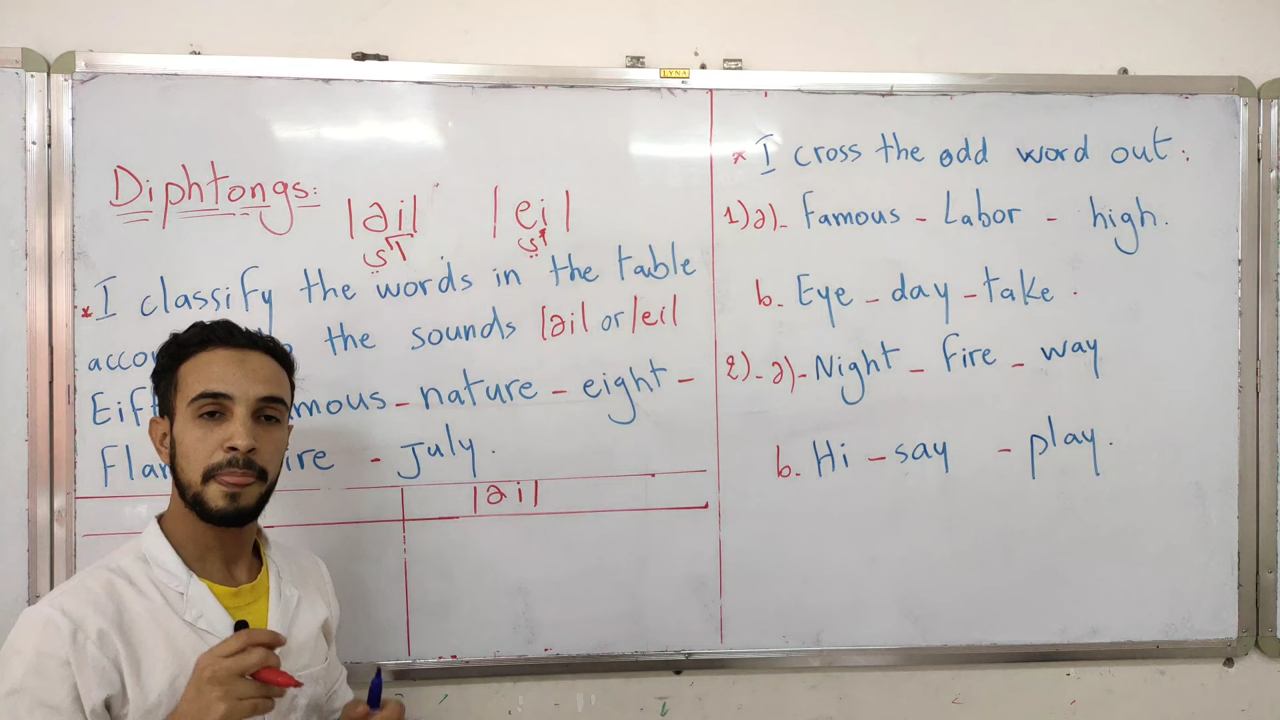 LYNA
Diphtongs:
|ai| |ei|
آي إي
* I classify the words in the table
the sounds |ai| or |ei|
nature - eight -
- July.
|ai|
* I cross the odd word out:
1) a)- Famous - Labor - high.
b. Eye - day - take.
2)- a)- Night - fire - way
b. Hi - say - play.